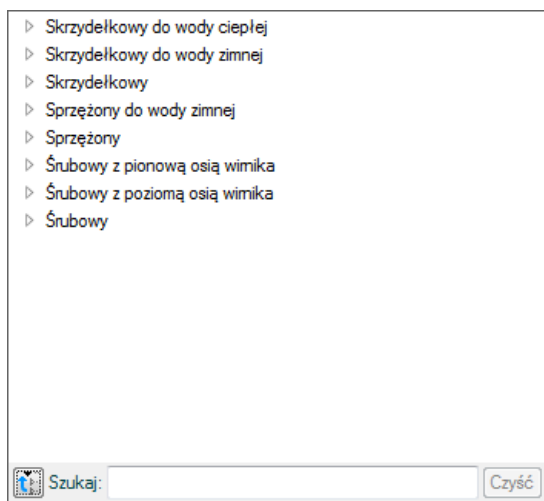 Skrzydełkowy do wody ciepłej
Skrzydełkowy do wody zimnej
Skrzydełkowy
Sprzężony do wody zimnej
Sprzężony
Śrubowy z pionową osią wirnika
Śrubowy z poziomą osią wirnika
Śrubowy
Szukaj: Czyść